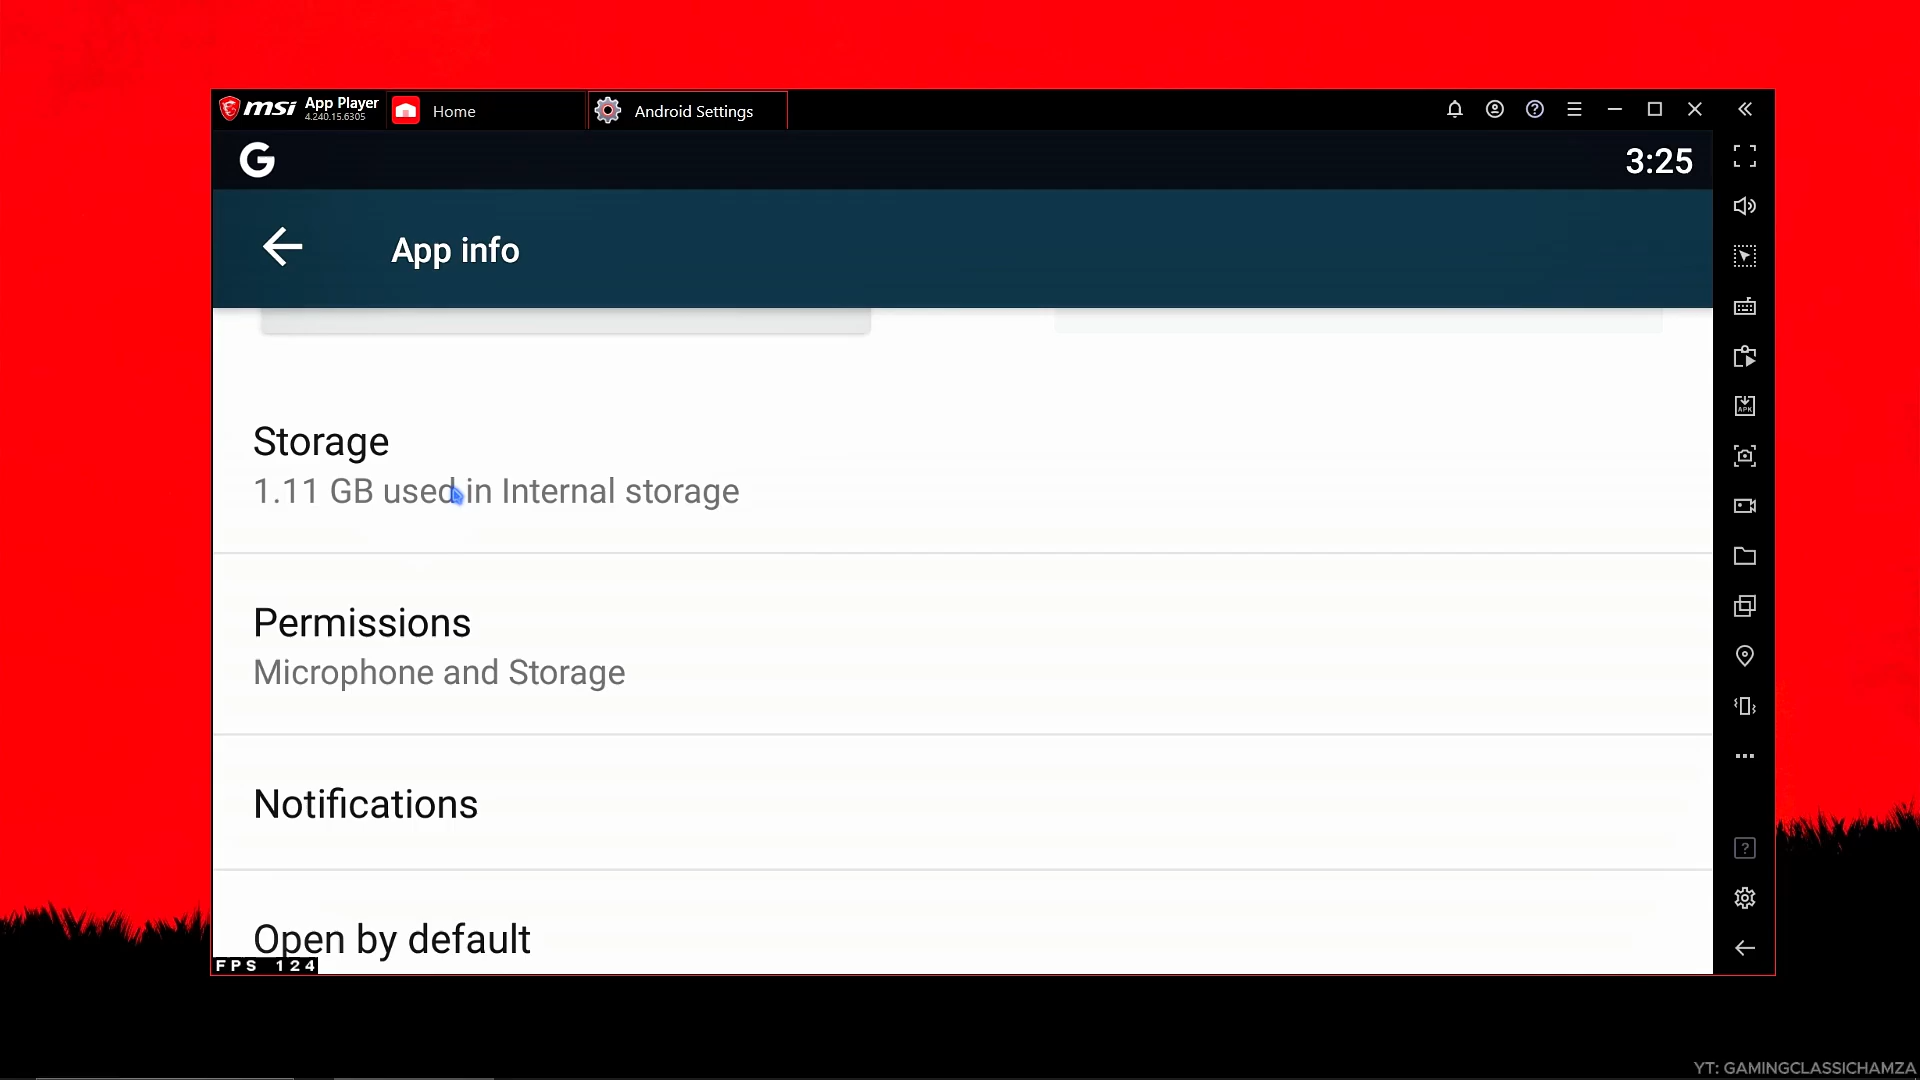 msi App Player
4.240.15.6305
Home
Android Settings
G
3:25
App info
Storage
1.11 GB used in Internal storage
Permissions
Microphone and Storage
Notifications
Open by default
FPS 124
APK
YT: GAMINGCLASSICHAMZA